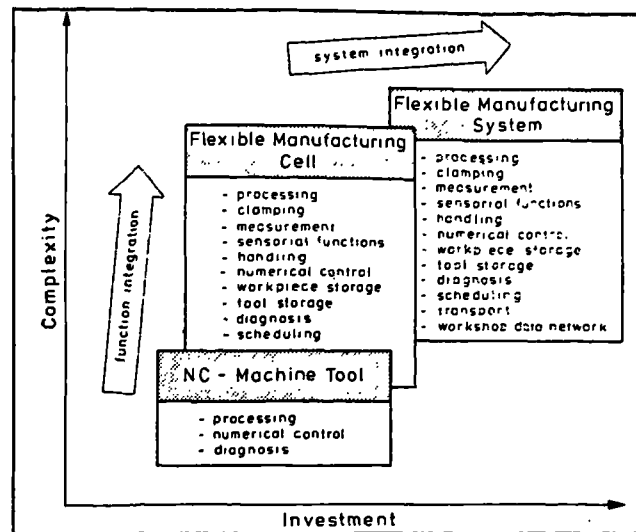 system integration
Flexible Manufacturing
System
- processing
- clamping
- measurement
- sensorial functions
- handling
- numerical control
- workpiece storage
- tool storage
- diagnosis
- scheduling
- transport
- workshop data network
Flexible Manufacturing
Cell
- processing
- clamping
- measurement
- sensorial functions
- handling
- numerical control
- workpiece storage
- tool storage
- diagnosis
- scheduling
function integration
NC - Machine Tool
- processing
- numerical control
- diagnosis
Complexity
Investment